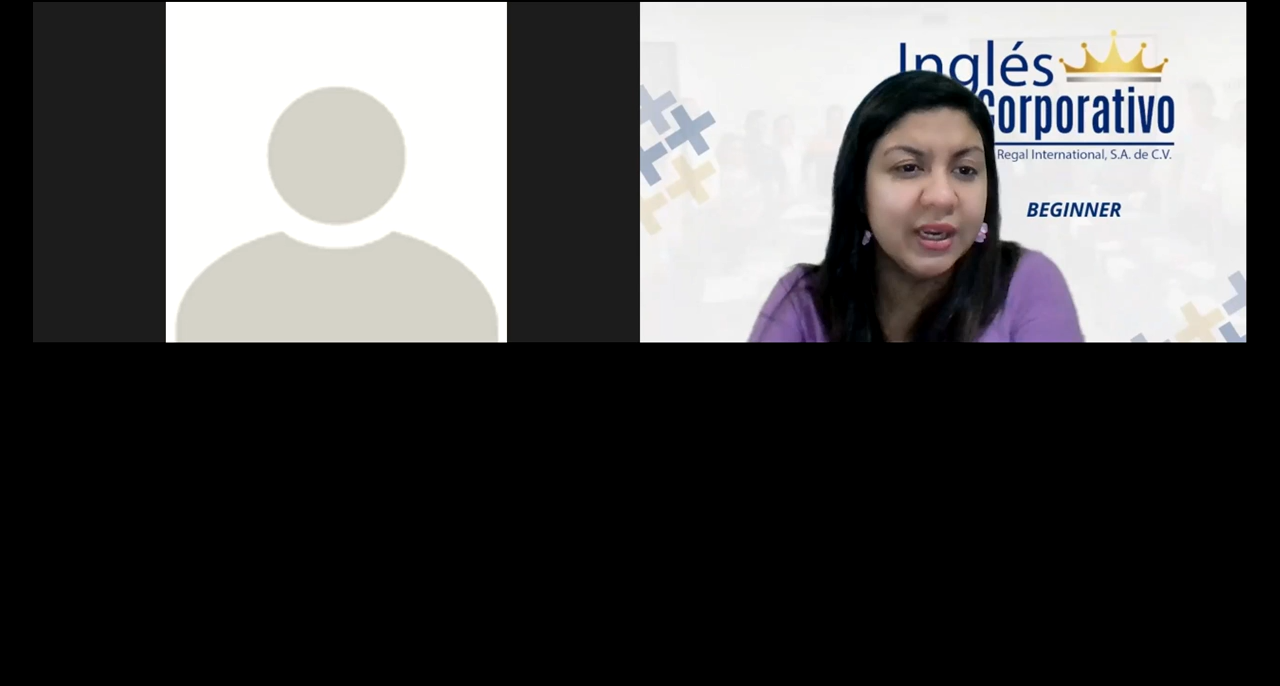 Inglés
Corporativo
Regal International, S.A. de C.V.
BEGINNER